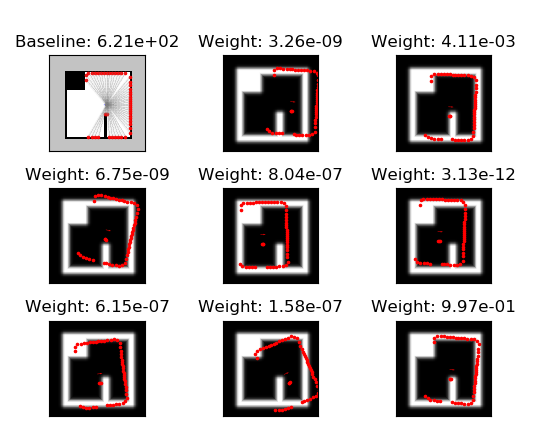 Baseline: 6.21e+02
Weight: 3.26e-09
Weight: 4.11e-03
Weight: 6.75e-09
Weight: 8.04e-07
Weight: 3.13e-12
Weight: 6.15e-07
Weight: 1.58e-07
Weight: 9.97e-01